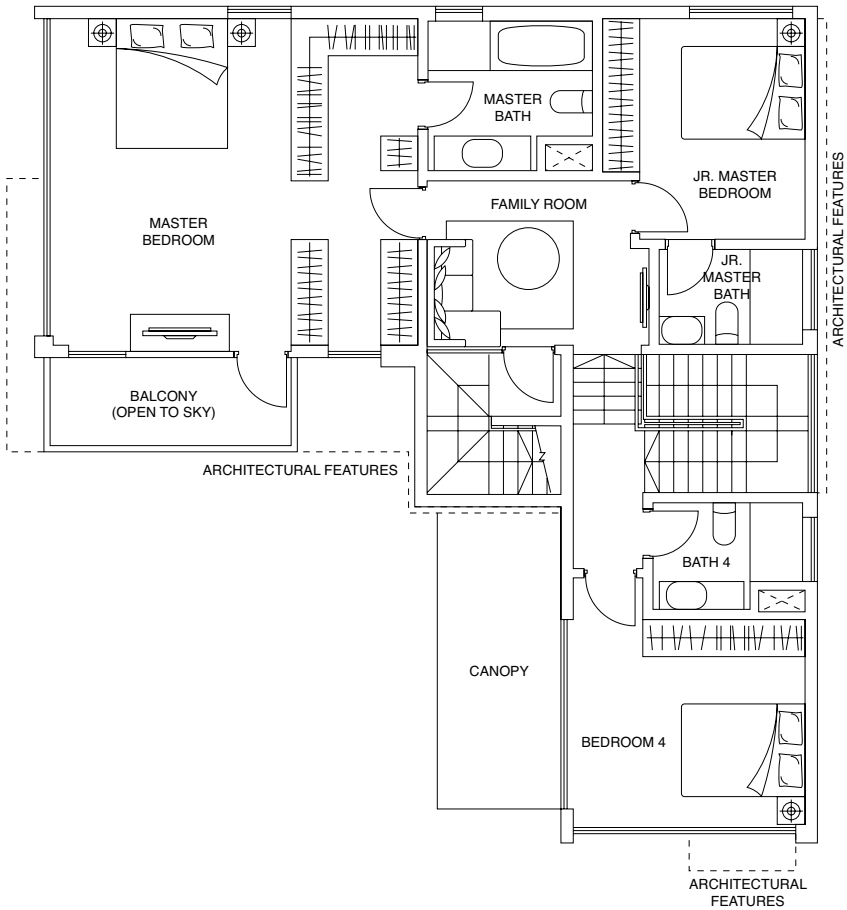 MASTER
BATH
JR. MASTER
BEDROOM
FAMILY ROOM
MASTER
BEDROOM
JR.
MASTER
BATH
ARCHITECTURAL FEATURES
BALCONY
(OPEN TO SKY)
ARCHITECTURAL FEATURES
BATH 4
CANOPY
BEDROOM 4
ARCHITECTURAL
FEATURES